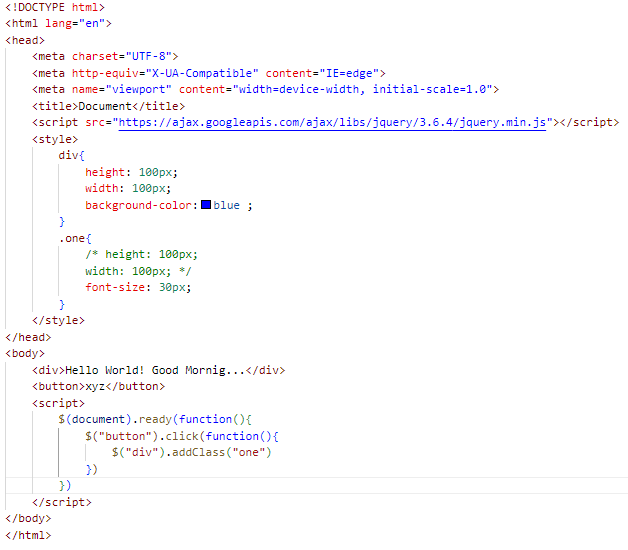 <!DOCTYPE html>
<html lang="en">
<head>
    <meta charset="UTF-8">
    <meta http-equiv="X-UA-Compatible" content="IE=edge">
    <meta name="viewport" content="width=device-width, initial-scale=1.0">
    <title>Document</title>
    <script src="https://ajax.googleapis.com/ajax/libs/jquery/3.6.4/jquery.min.js"></script>
    <style>
        div{
            height: 100px;
            width: 100px;
            background-color: blue ;
        }
        .one{
            /* height: 100px;
            width: 100px; */
            font-size: 30px;
        }
    </style>
</head>
<body>
    <div>Hello World! Good Mornig...</div>
    <button>xyz</button>
    <script>
        $(document).ready(function(){
            $("button").click(function(){
                $("div").addClass("one")
            })
        })
    </script>
</body>
</html>